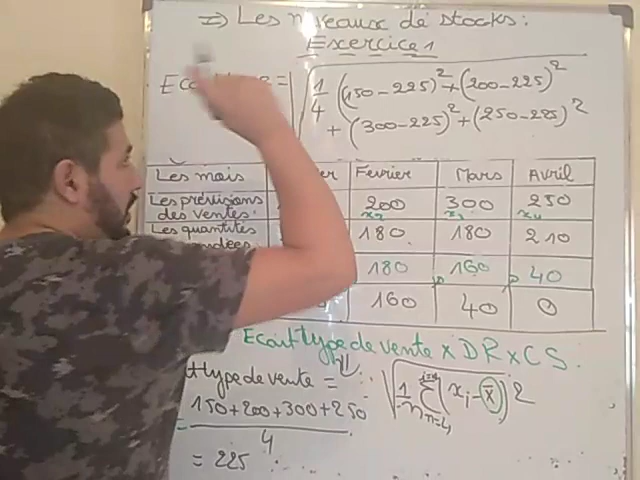 => Les niveaux de stocks:
Exercice 1
= √ 1/4 (150-225)² + (200-225)²
+ (300-225)² + (250-225)²
Les mois Fevrier Mars Avril
Les prévisions des ventes. 200 300 250
x₂ x₃ x₄
Les quantités 180 180 210
180 160 40
160 40 0
Ecart type de vente x DR x CS.
type de vente = √ 1/n Σ (xi - x̄)²
150+200+300+250
4
= 225